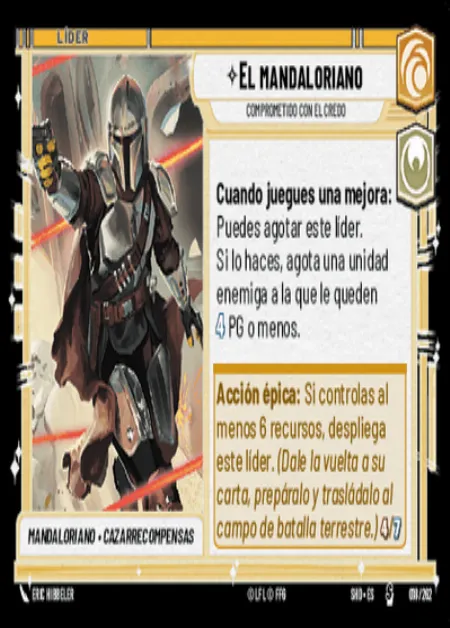 LÍDER
EL MANDALORIANO
COMPROMETIDO CON EL CREDO
Cuando juegues una mejora:
Puedes agotar este líder.
Si lo haces, agota una unidad
enemiga a la que le queden
4 PG o menos.
Acción épica: Si controlas al
menos 6 recursos, despliega
este líder. (Dale la vuelta a su
carta, prepáralo y trasládalo al
campo de batalla terrestre.) 4/7
MANDALORIANO • CAZARRECOMPENSAS
ERIC HIBBELER
©LFL © FFG
SHD • ES